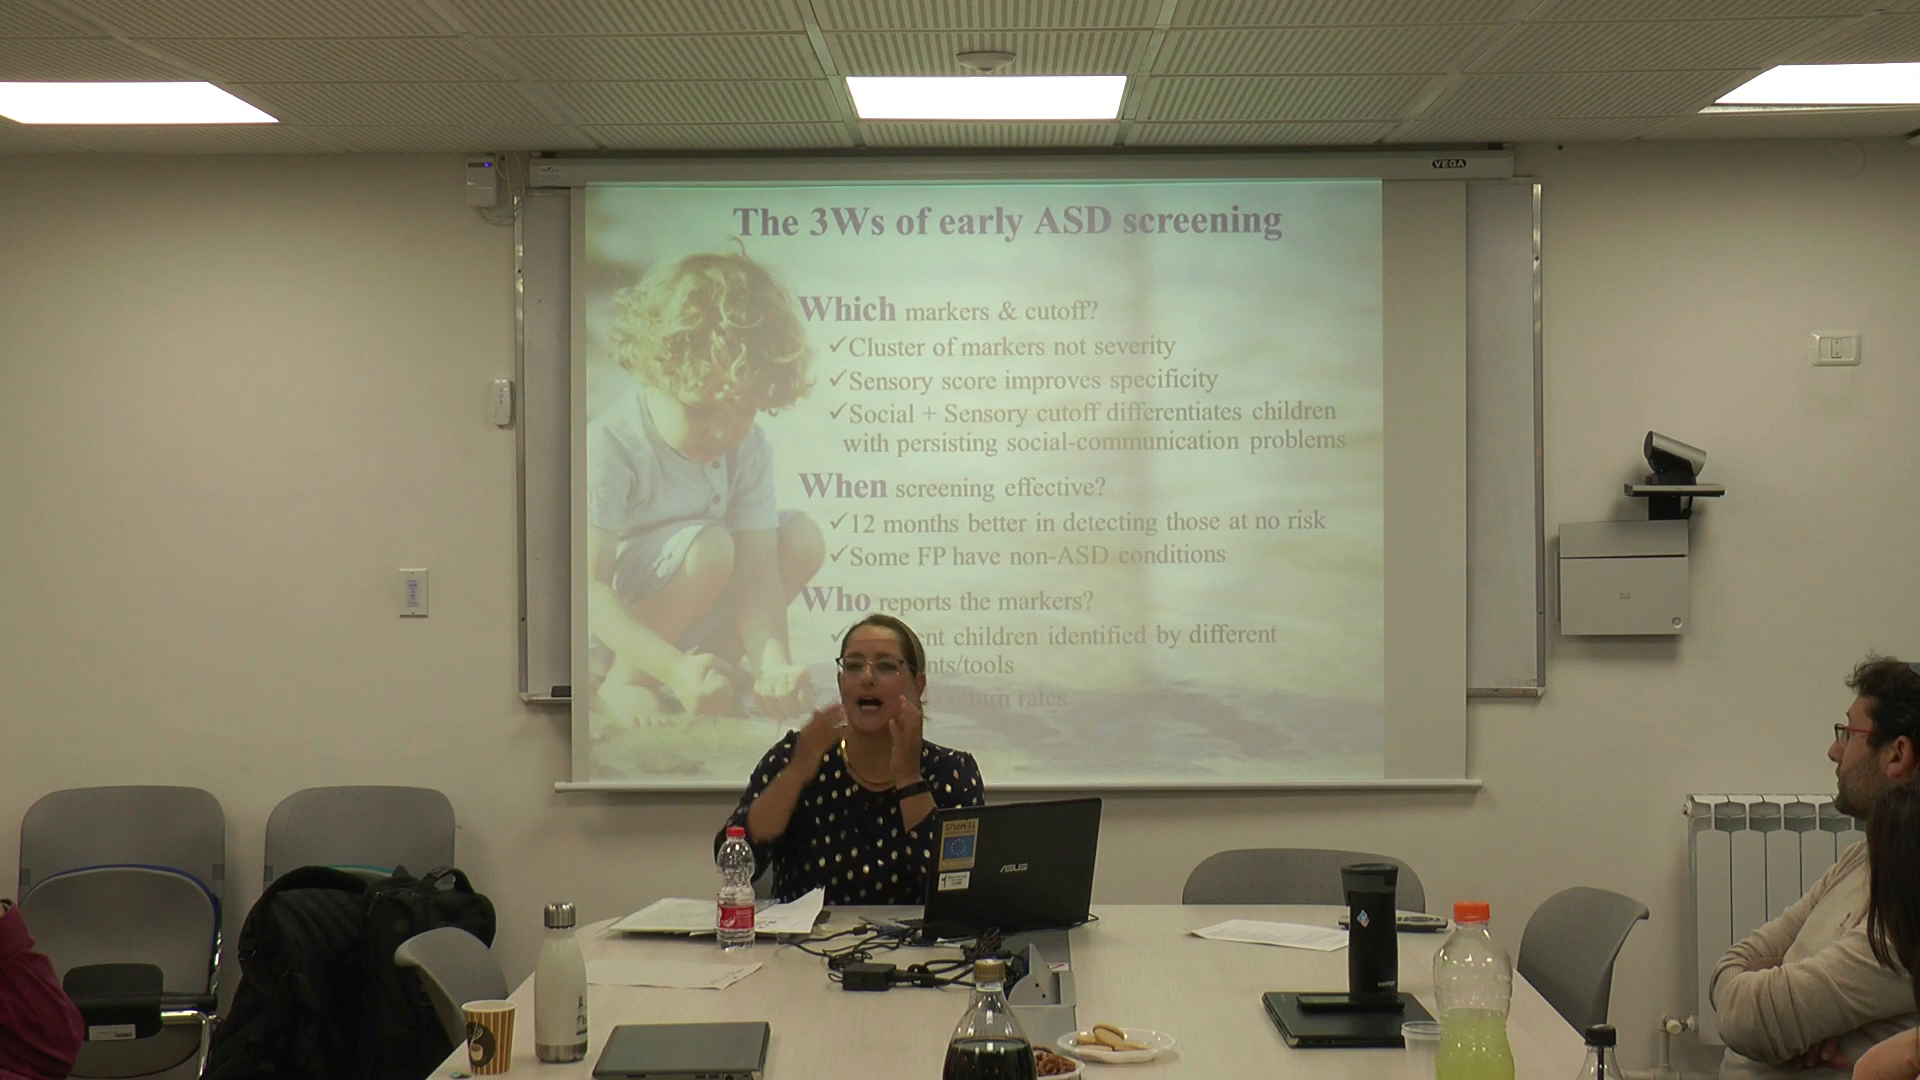 VEGA
The 3Ws of early ASD screening
Which markers & cutoff?
✓Cluster of markers not severity
✓Sensory score improves specificity
✓Social + Sensory cutoff differentiates children
with persisting social-communication problems
When screening effective?
✓12 months better in detecting those at no risk
✓Some FP have non-ASD conditions
Who reports the markers?
children identified by different
/tools
return rates
TEMPUS
ASUS